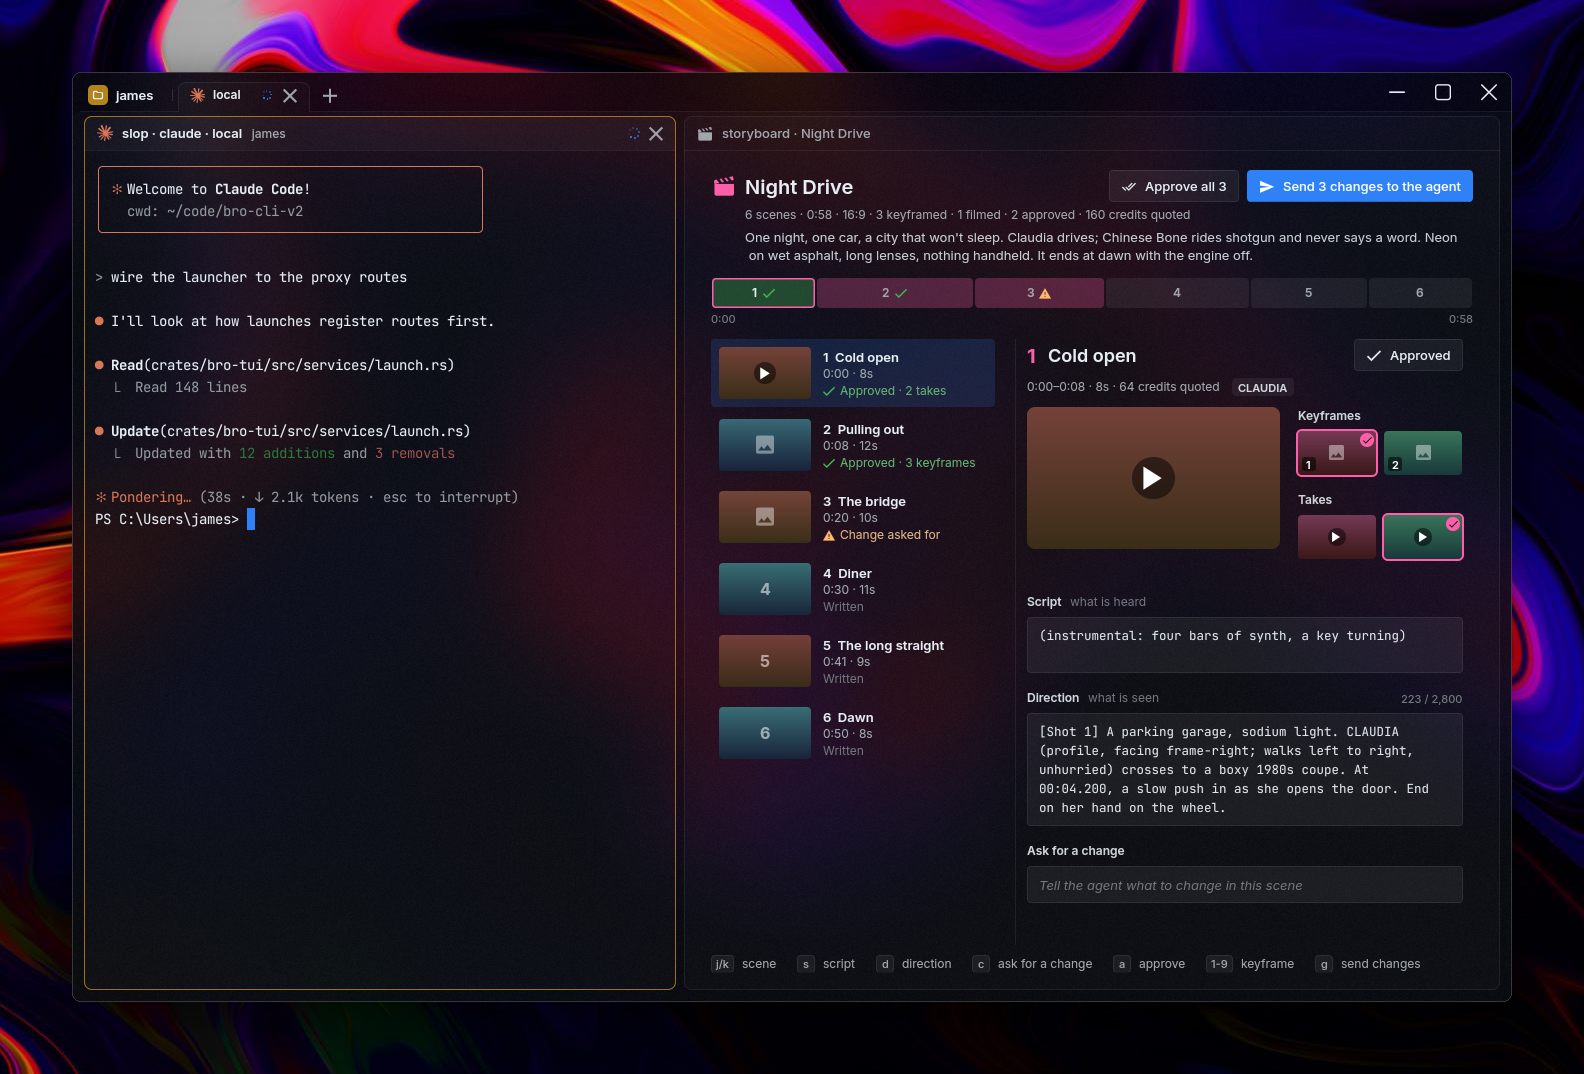 james
local
slop · claude · local james
✻ Welcome to Claude Code!
cwd: ~/code/bro-cli-v2
> wire the launcher to the proxy routes
● I'll look at how launches register routes first.
● Read(crates/bro-tui/src/services/launch.rs)
└ Read 148 lines
● Update(crates/bro-tui/src/services/launch.rs)
└ Updated with 12 additions and 3 removals
✻ Pondering… (38s · ↓ 2.1k tokens · esc to interrupt)
PS C:\Users\james>
storyboard · Night Drive
Night Drive
Approve all 3
Send 3 changes to the agent
6 scenes · 0:58 · 16:9 · 3 keyframed · 1 filmed · 2 approved · 160 credits quoted
One night, one car, a city that won't sleep. Claudia drives; Chinese Bone rides shotgun and never says a word. Neon
on wet asphalt, long lenses, nothing handheld. It ends at dawn with the engine off.
1 2 3 4 5 6
0:00 0:58
1 Cold open
0:00 · 8s
Approved · 2 takes
2 Pulling out
0:08 · 12s
Approved · 3 keyframes
3 The bridge
0:20 · 10s
Change asked for
4
4 Diner
0:30 · 11s
Written
5
5 The long straight
0:41 · 9s
Written
6
6 Dawn
0:50 · 8s
Written
1 Cold open
Approved
0:00–0:08 · 8s · 64 credits quoted CLAUDIA
Keyframes
1 2
Takes
Script what is heard
(instrumental: four bars of synth, a key turning)
Direction what is seen 223 / 2,800
[Shot 1] A parking garage, sodium light. CLAUDIA
(profile, facing frame-right; walks left to right,
unhurried) crosses to a boxy 1980s coupe. At
00:04.200, a slow push in as she opens the door. End
on her hand on the wheel.
Ask for a change
Tell the agent what to change in this scene
j/k scene s script d direction c ask for a change a approve 1-9 keyframe g send changes